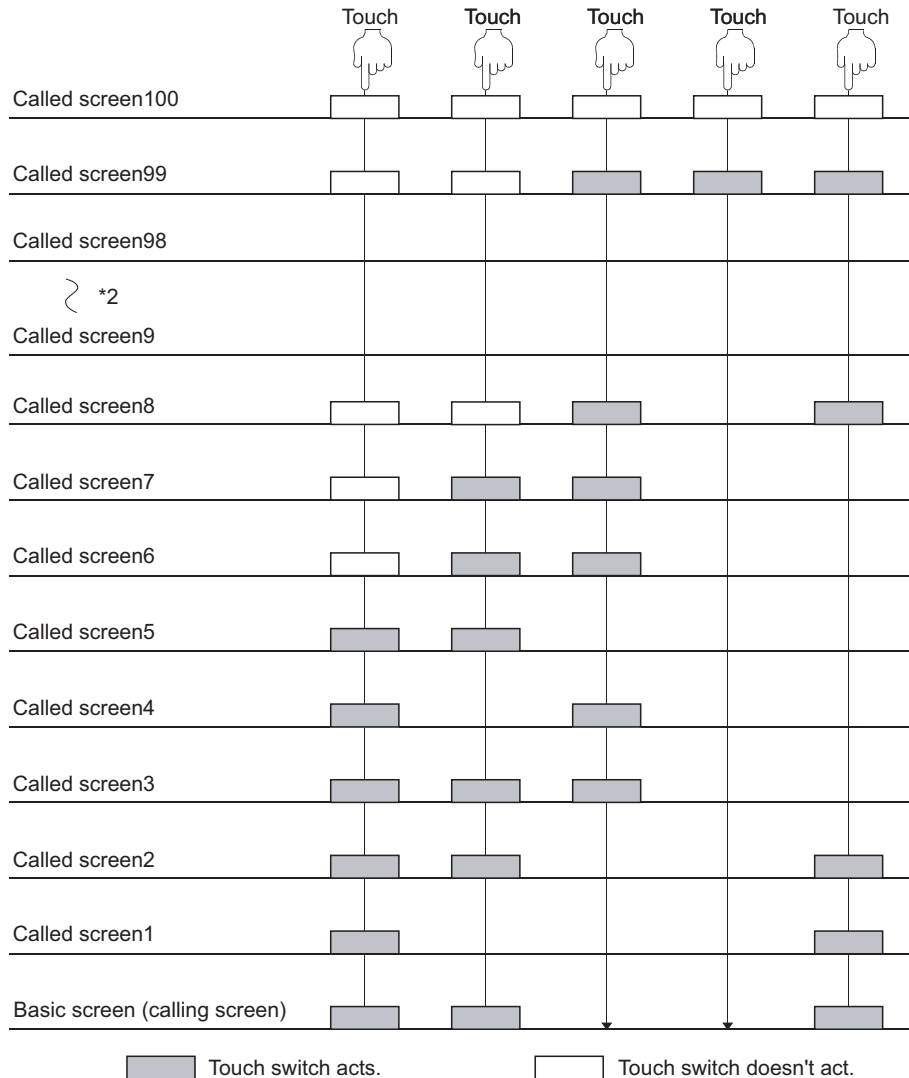 Touch Touch Touch Touch Touch
Called screen100
Called screen99
Called screen98
*2
Called screen9
Called screen8
Called screen7
Called screen6
Called screen5
Called screen4
Called screen3
Called screen2
Called screen1
Basic screen (calling screen)
Touch switch acts. Touch switch doesn't act.